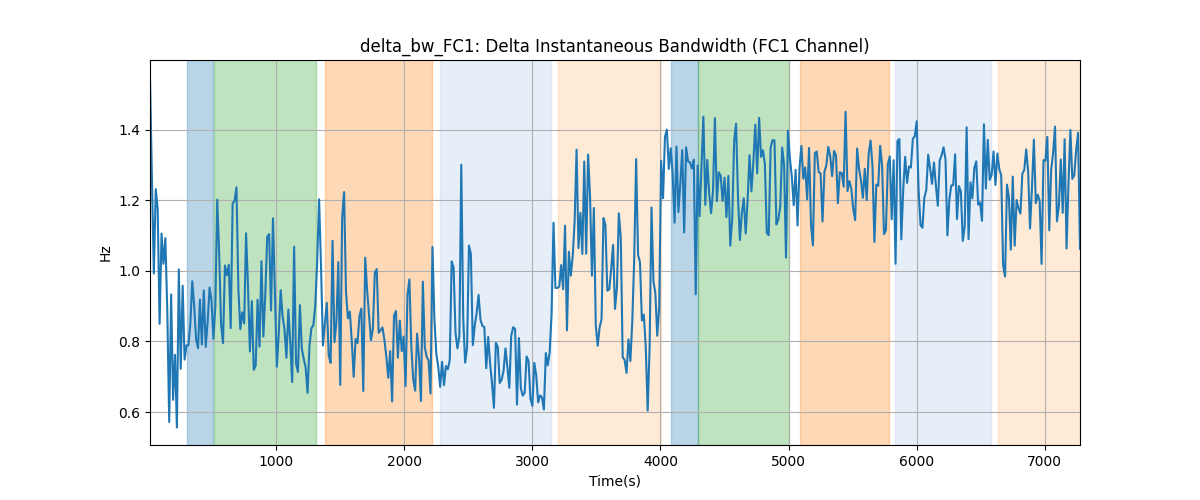 delta_bw_FC1: Delta Instantaneous Bandwidth (FC1 Channel)
1.4
1.2
1.0
0.8
0.6
Hz
1000 2000 3000 4000 5000 6000 7000
Time(s)